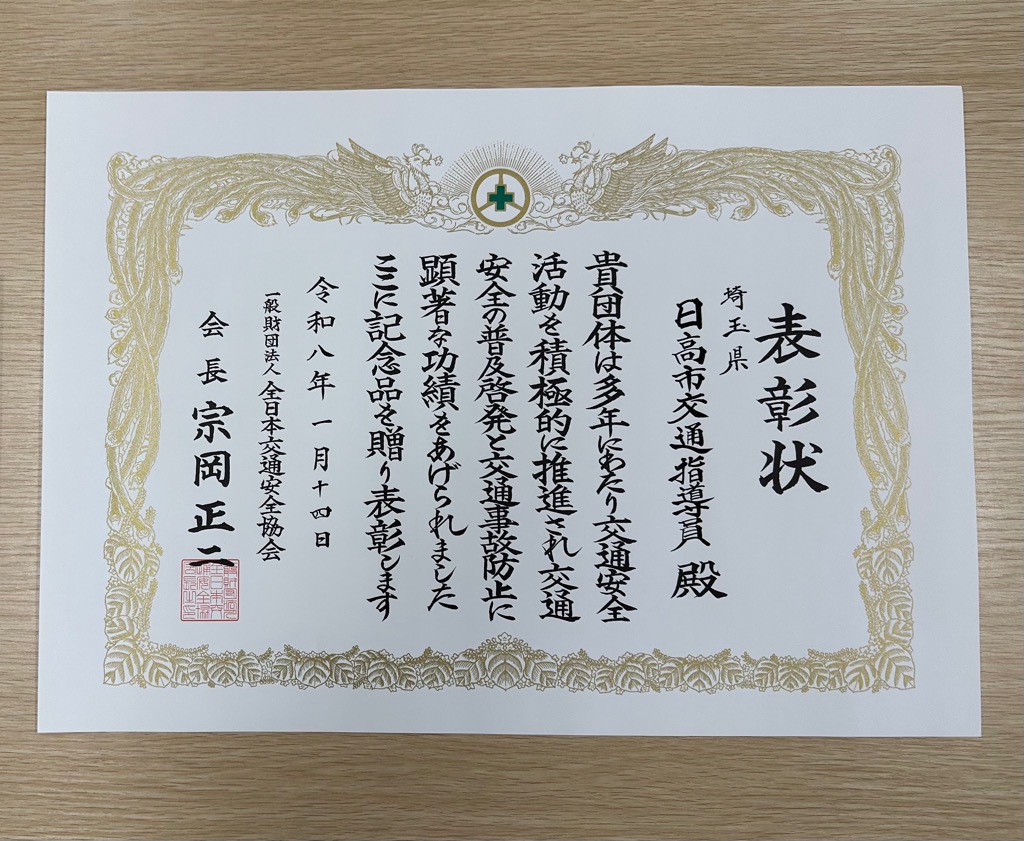 表彰状
埼玉県
日高市交通指導員 殿
貴団体は多年にわたり交通安全
活動を積極的に推進され交通
安全の普及啓発と交通事故防止に
顕著な功績をあげられました
ここに記念品を贈り表彰します
令和八年一月十四日
一般財団法人 全日本交通安全協会
会長 宗岡正二